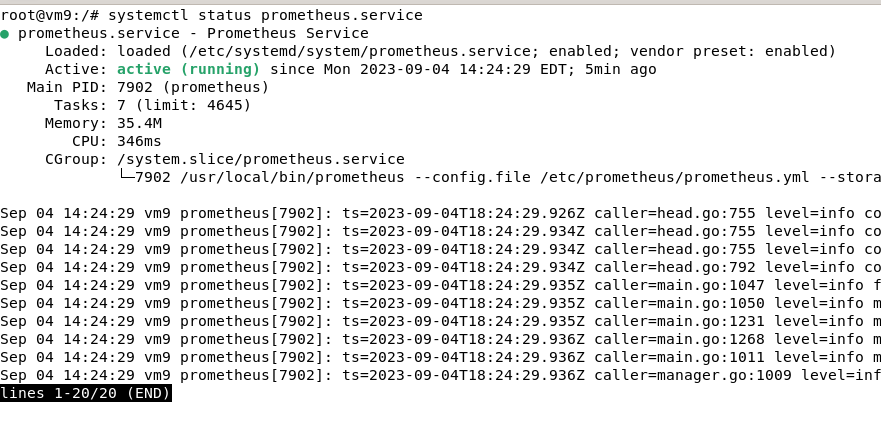 root@vm9:/# systemctl status prometheus.service
● prometheus.service - Prometheus Service
     Loaded: loaded (/etc/systemd/system/prometheus.service; enabled; vendor preset: enabled)
     Active: active (running) since Mon 2023-09-04 14:24:29 EDT; 5min ago
   Main PID: 7902 (prometheus)
      Tasks: 7 (limit: 4645)
     Memory: 35.4M
        CPU: 346ms
     CGroup: /system.slice/prometheus.service
             └─7902 /usr/local/bin/prometheus --config.file /etc/prometheus/prometheus.yml --stora

Sep 04 14:24:29 vm9 prometheus[7902]: ts=2023-09-04T18:24:29.926Z caller=head.go:755 level=info co
Sep 04 14:24:29 vm9 prometheus[7902]: ts=2023-09-04T18:24:29.934Z caller=head.go:755 level=info co
Sep 04 14:24:29 vm9 prometheus[7902]: ts=2023-09-04T18:24:29.934Z caller=head.go:755 level=info co
Sep 04 14:24:29 vm9 prometheus[7902]: ts=2023-09-04T18:24:29.934Z caller=head.go:792 level=info co
Sep 04 14:24:29 vm9 prometheus[7902]: ts=2023-09-04T18:24:29.935Z caller=main.go:1047 level=info f
Sep 04 14:24:29 vm9 prometheus[7902]: ts=2023-09-04T18:24:29.935Z caller=main.go:1050 level=info m
Sep 04 14:24:29 vm9 prometheus[7902]: ts=2023-09-04T18:24:29.935Z caller=main.go:1231 level=info m
Sep 04 14:24:29 vm9 prometheus[7902]: ts=2023-09-04T18:24:29.936Z caller=main.go:1268 level=info m
Sep 04 14:24:29 vm9 prometheus[7902]: ts=2023-09-04T18:24:29.936Z caller=main.go:1011 level=info m
Sep 04 14:24:29 vm9 prometheus[7902]: ts=2023-09-04T18:24:29.936Z caller=manager.go:1009 level=inf
lines 1-20/20 (END)